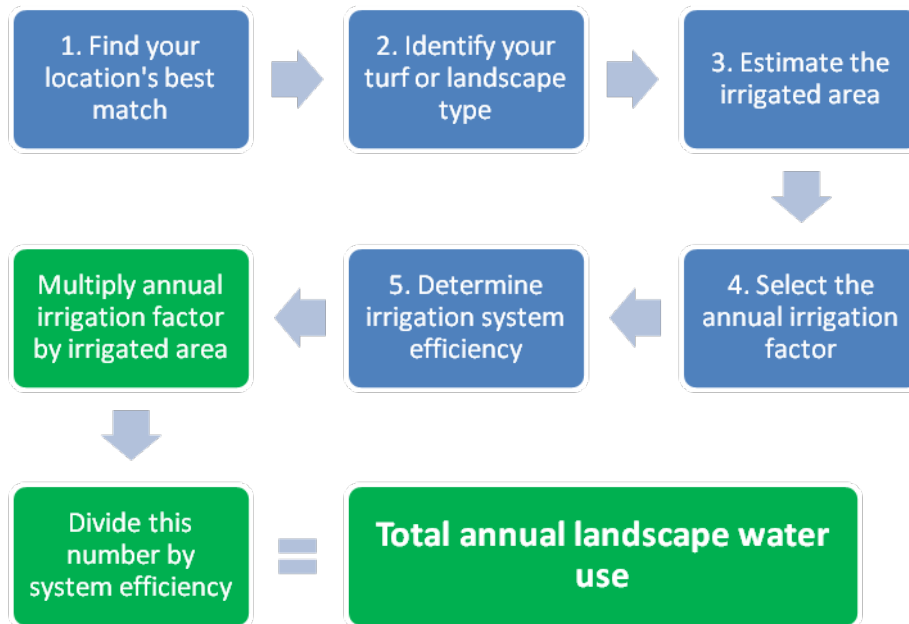 1. Find your
location's best
match
2. Identify your
turf or landscape
type
3. Estimate the
irrigated area
4. Select the
annual irrigation
factor
5. Determine
irrigation system
efficiency
Multiply annual
irrigation factor
by irrigated area
Divide this
number by
system efficiency
=
Total annual landscape water
use